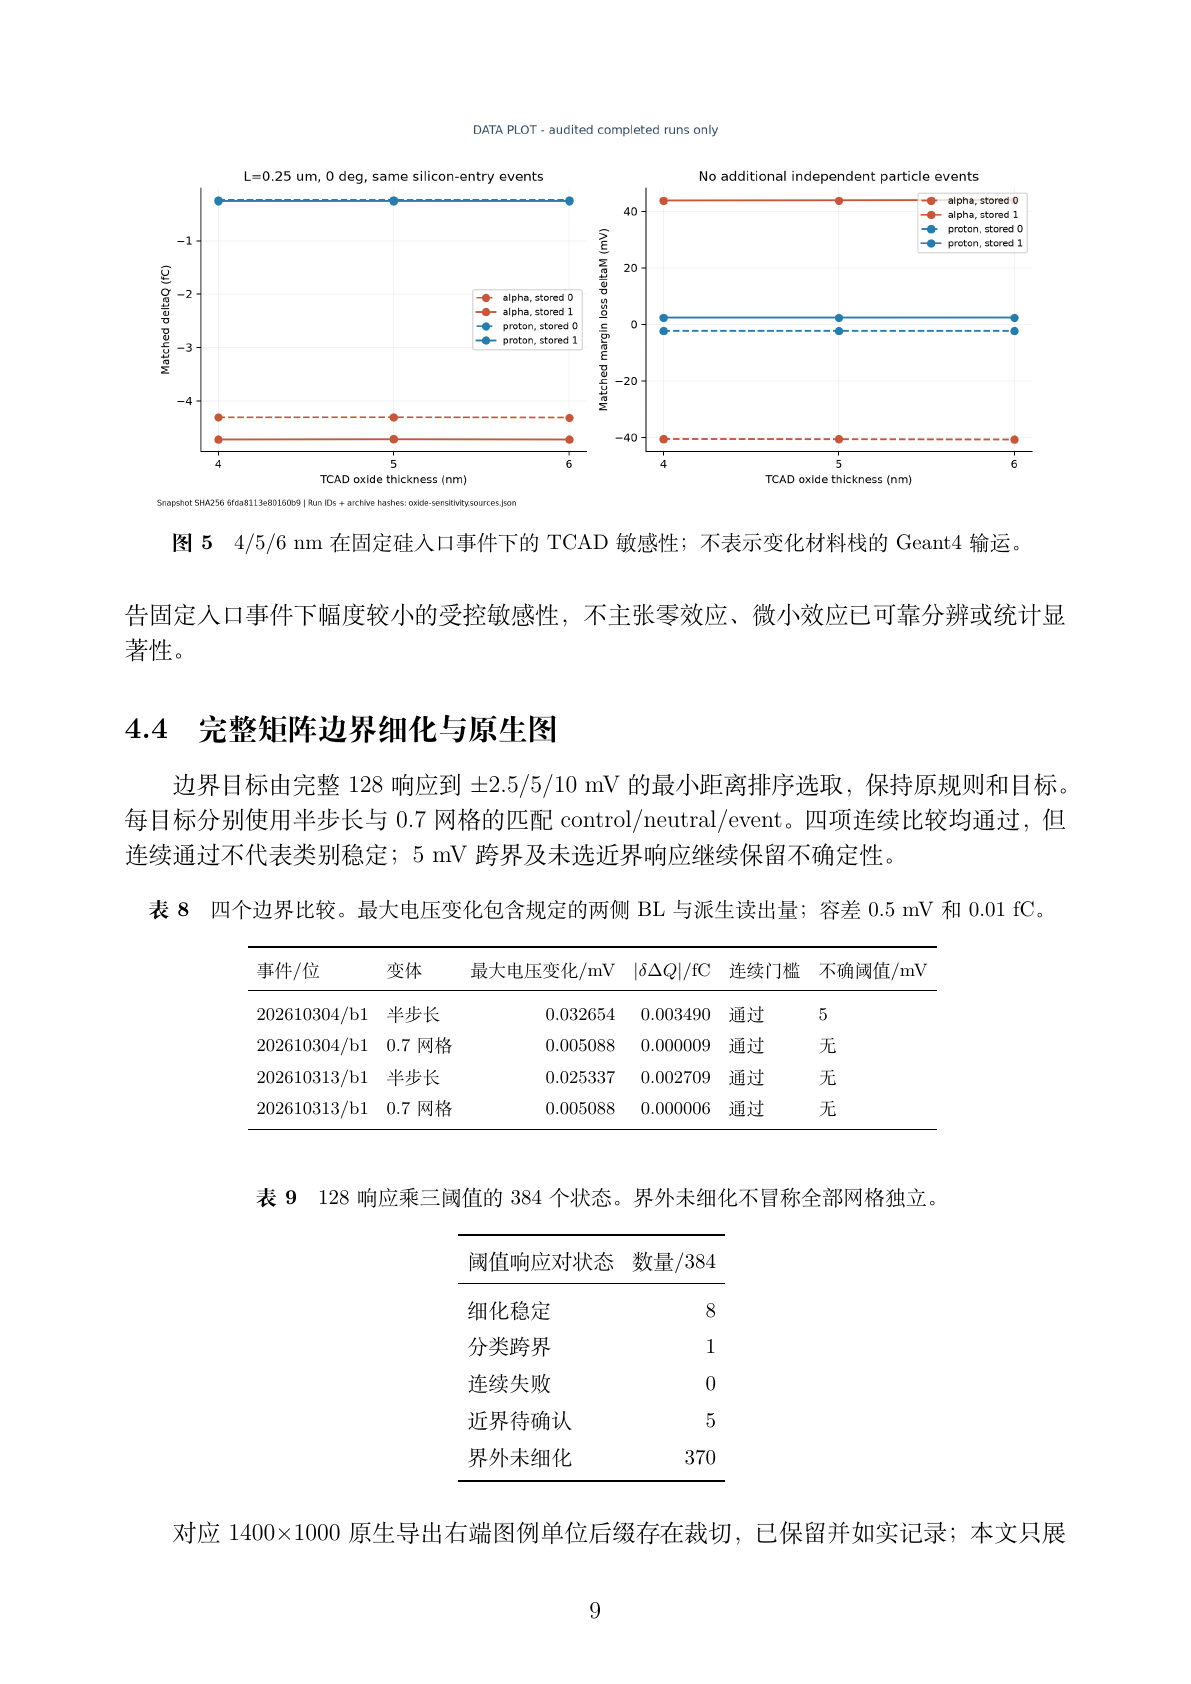 DATA PLOT - audited completed runs only
L=0.25 um, 0 deg, same silicon-entry events
Matched deltaQ (fC)
−1
−2
−3
−4
alpha, stored 0
alpha, stored 1
proton, stored 0
proton, stored 1
4 5 6
TCAD oxide thickness (nm)
No additional independent particle events
Matched margin loss deltaM (mV)
40
20
0
−20
−40
alpha, stored 0
alpha, stored 1
proton, stored 0
proton, stored 1
4 5 6
TCAD oxide thickness (nm)
Snapshot SHA256 6fda8113e80160b9 | Run IDs + archive hashes: oxide-sensitivity.sources.json
图 5 4/5/6 nm 在固定硅入口事件下的 TCAD 敏感性；不表示变化材料栈的 Geant4 输运。
告固定入口事件下幅度较小的受控敏感性，不主张零效应、微小效应已可靠分辨或统计显
著性。
4.4 完整矩阵边界细化与原生图
边界目标由完整 128 响应到 ±2.5/5/10 mV 的最小距离排序选取，保持原规则和目标。
每目标分别使用半步长与 0.7 网格的匹配 control/neutral/event。四项连续比较均通过，但
连续通过不代表类别稳定；5 mV 跨界及未选近界响应继续保留不确定性。
表 8 四个边界比较。最大电压变化包含规定的两侧 BL 与派生读出量；容差 0.5 mV 和 0.01 fC。
事件/位 变体 最大电压变化/mV |δΔQ|/fC 连续门槛 不确阈值/mV
202610304/b1 半步长 0.032654 0.003490 通过 5
202610304/b1 0.7 网格 0.005088 0.000009 通过 无
202610313/b1 半步长 0.025337 0.002709 通过 无
202610313/b1 0.7 网格 0.005088 0.000006 通过 无
表 9 128 响应乘三阈值的 384 个状态。界外未细化不冒称全部网格独立。
阈值响应对状态 数量/384
细化稳定 8
分类跨界 1
连续失败 0
近界待确认 5
界外未细化 370
对应 1400×1000 原生导出右端图例单位后缀存在裁切，已保留并如实记录；本文只展
9